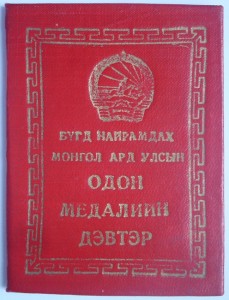 БҮГД НАЙРАМДАХ
МОНГОЛ АРД УЛСЫН
ОДОН
МЕДАЛИЙН
ДЭВТЭР